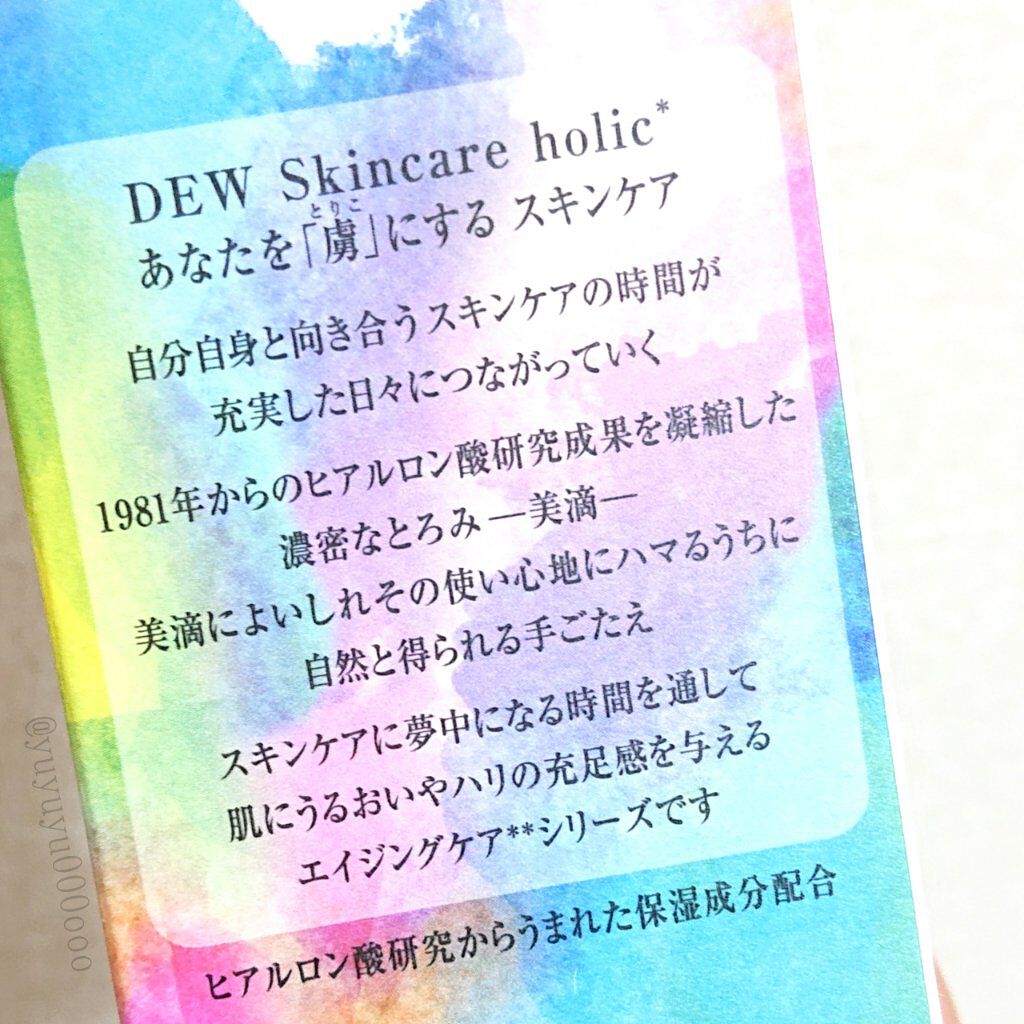 DEW Skincare holic*
とりこ
あなたを「虜」にする スキンケア
自分自身と向き合うスキンケアの時間が
充実した日々につながっていく
1981年からのヒアルロン酸研究成果を凝縮した
濃密なとろみ ―美滴―
美滴によいしれその使い心地にハマるうちに
自然と得られる手ごたえ
スキンケアに夢中になる時間を通して
肌にうるおいやハリの充足感を与える
エイジングケア**シリーズです
ヒアルロン酸研究からうまれた保湿成分配合
@yuyuyu000ooo